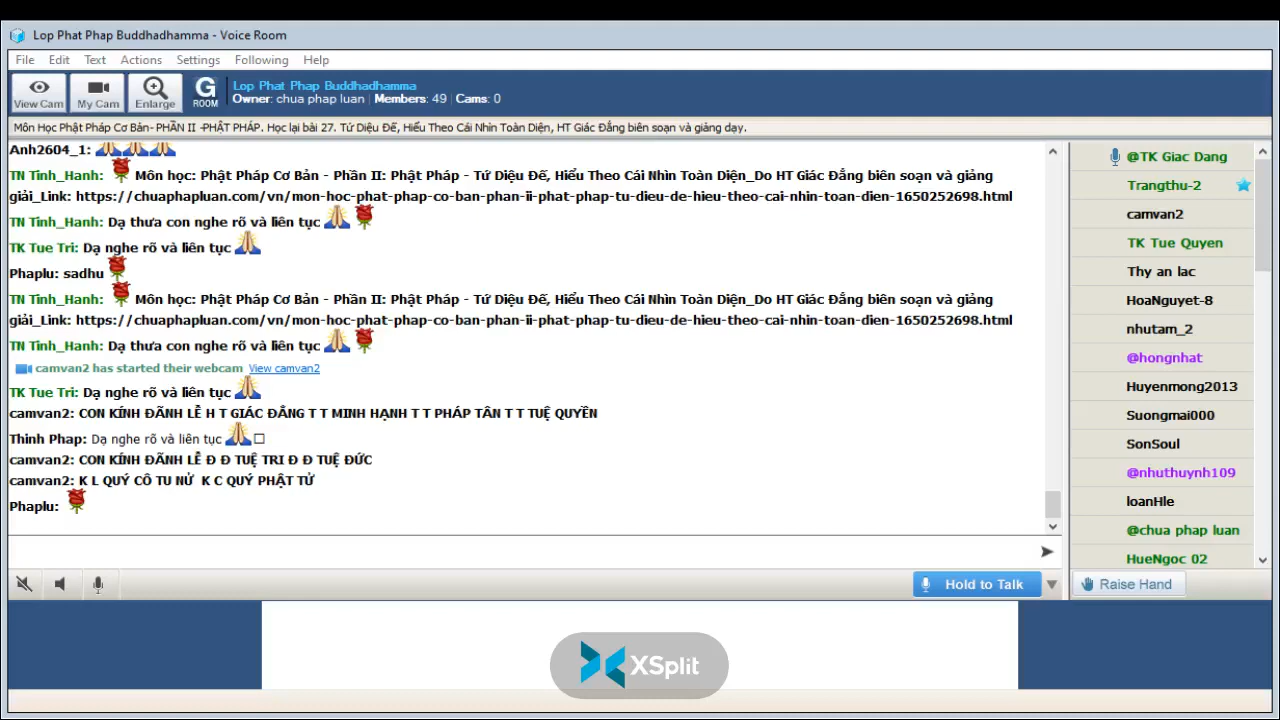 Lop Phat Phap Buddhadhamma - Voice Room
File Edit Text Actions Settings Following Help
View Cam My Cam Enlarge G ROOM
Lop Phat Phap Buddhadhamma
Owner: chua phap luan | Members: 49 | Cams: 0
Môn Học Phật Pháp Cơ Bản- PHẦN II -PHẬT PHÁP. Học lại bài 27. Tứ Diệu Đế, Hiểu Theo Cái Nhìn Toàn Diện, HT Giác Đẳng biên soạn và giảng dạy.
Anh2604_1: 🙏🙏🙏
TN Tinh_Hanh: 🌹 Môn học: Phật Pháp Cơ Bản - Phần II: Phật Pháp - Tứ Diệu Đế, Hiểu Theo Cái Nhìn Toàn Diện_Do HT Giác Đẳng biên soạn và giảng
giải_Link: https://chuaphapluan.com/vn/mon-hoc-phat-phap-co-ban-phan-ii-phat-phap-tu-dieu-de-hieu-theo-cai-nhin-toan-dien-1650252698.html
TN Tinh_Hanh: Dạ thưa con nghe rõ và liên tục 🙏🌹
TK Tue Tri: Dạ nghe rõ và liên tục 🙏
Phaplu: sadhu 🌹
TN Tinh_Hanh: 🌹 Môn học: Phật Pháp Cơ Bản - Phần II: Phật Pháp - Tứ Diệu Đế, Hiểu Theo Cái Nhìn Toàn Diện_Do HT Giác Đẳng biên soạn và giảng
giải_Link: https://chuaphapluan.com/vn/mon-hoc-phat-phap-co-ban-phan-ii-phat-phap-tu-dieu-de-hieu-theo-cai-nhin-toan-dien-1650252698.html
TN Tinh_Hanh: Dạ thưa con nghe rõ và liên tục 🙏🌹
camvan2 has started their webcam View camvan2
TK Tue Tri: Dạ nghe rõ và liên tục 🙏
camvan2: CON KÍNH ĐÃNH LỄ H T GIÁC ĐẲNG T T MINH HẠNH T T PHÁP TÂN T T TUỆ QUYỀN
Thinh Phap: Dạ nghe rõ và liên tục 🙏□
camvan2: CON KÍNH ĐÃNH LỄ Đ Đ TUỆ TRI Đ Đ TUỆ ĐỨC
camvan2: K L QUÝ CÔ TU NỬ K C QUÝ PHẬT TỬ
Phaplu: 🌹
@TK Giac Dang
Trangthu-2
camvan2
TK Tue Quyen
Thy an lac
HoaNguyet-8
nhutam_2
@hongnhat
Huyenmong2013
Suongmai000
SonSoul
@nhuthuynh109
loanHle
@chua phap luan
HueNgoc 02
Hold to Talk
Raise Hand
XSplit